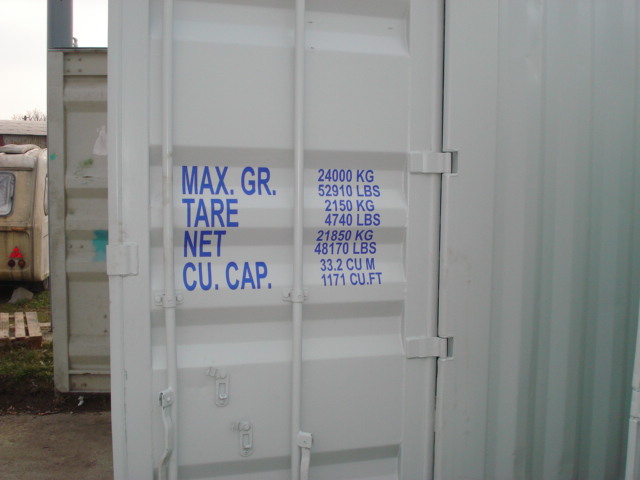 MAX. GR. 24000 KG
52910 LBS
TARE 2150 KG
4740 LBS
NET 21850 KG
48170 LBS
CU. CAP. 33.2 CU M
1171 CU.FT